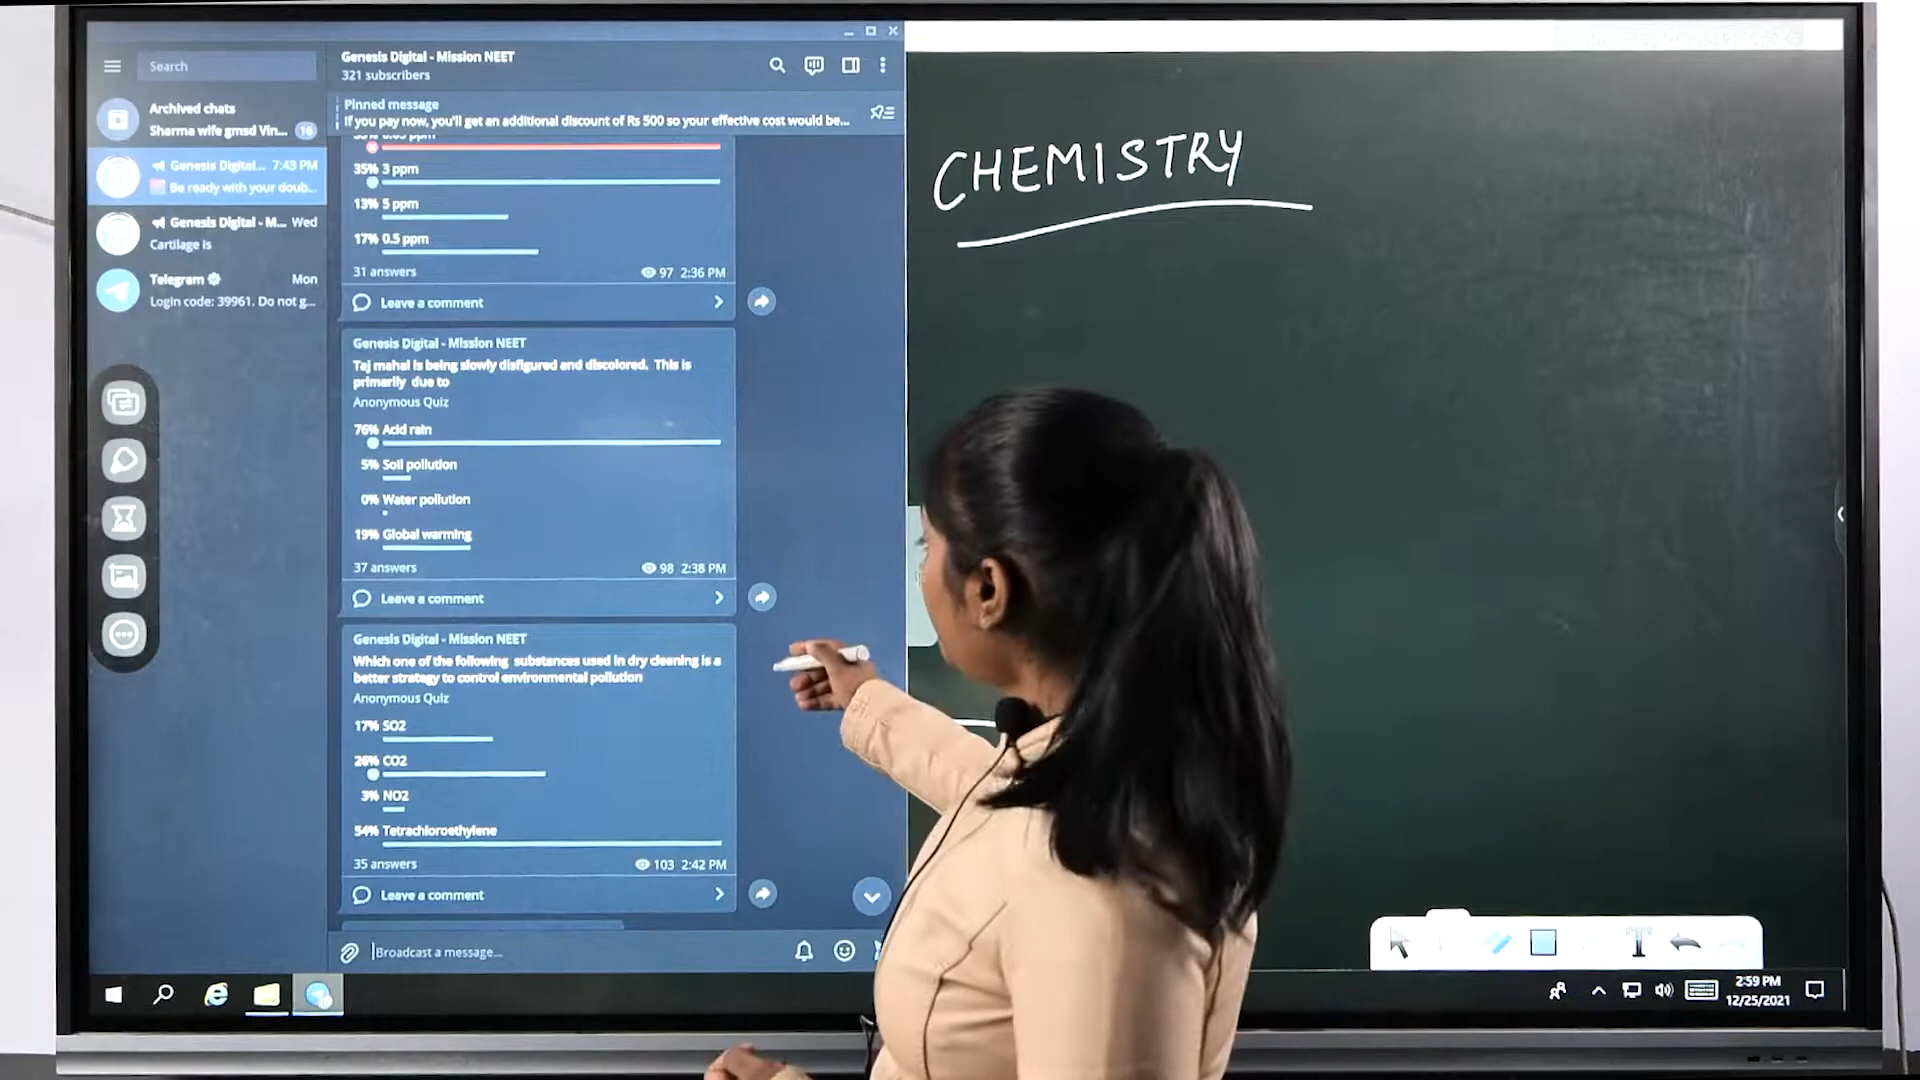 Search
Archived chats
Sharma wife gmsd Vin...
16
Genesis Digital...
7:43 PM
Be ready with your doub...
Genesis Digital - M...
Wed
Cartilage is
Telegram
Mon
Login code: 39961. Do not g...
Genesis Digital - Mission NEET
321 subscribers
Pinned message
If you pay now, you'll get an additional discount of Rs 500 so your effective cost would be...
35% 3 ppm
13% 5 ppm
17% 0.5 ppm
31 answers
97 2:36 PM
Leave a comment
Genesis Digital - Mission NEET
Taj mahal is being slowly disfigured and discolored. This is
primarily due to
Anonymous Quiz
76% Acid rain
5% Soil pollution
0% Water pollution
19% Global warming
37 answers
98 2:38 PM
Leave a comment
Genesis Digital - Mission NEET
Which one of the following substances used in dry cleaning is a
better strategy to control environmental pollution
Anonymous Quiz
17% SO2
26% CO2
3% NO2
54% Tetrachloroethylene
35 answers
103 2:42 PM
Leave a comment
Broadcast a message...
CHEMISTRY
T
2:59 PM
12/25/2021